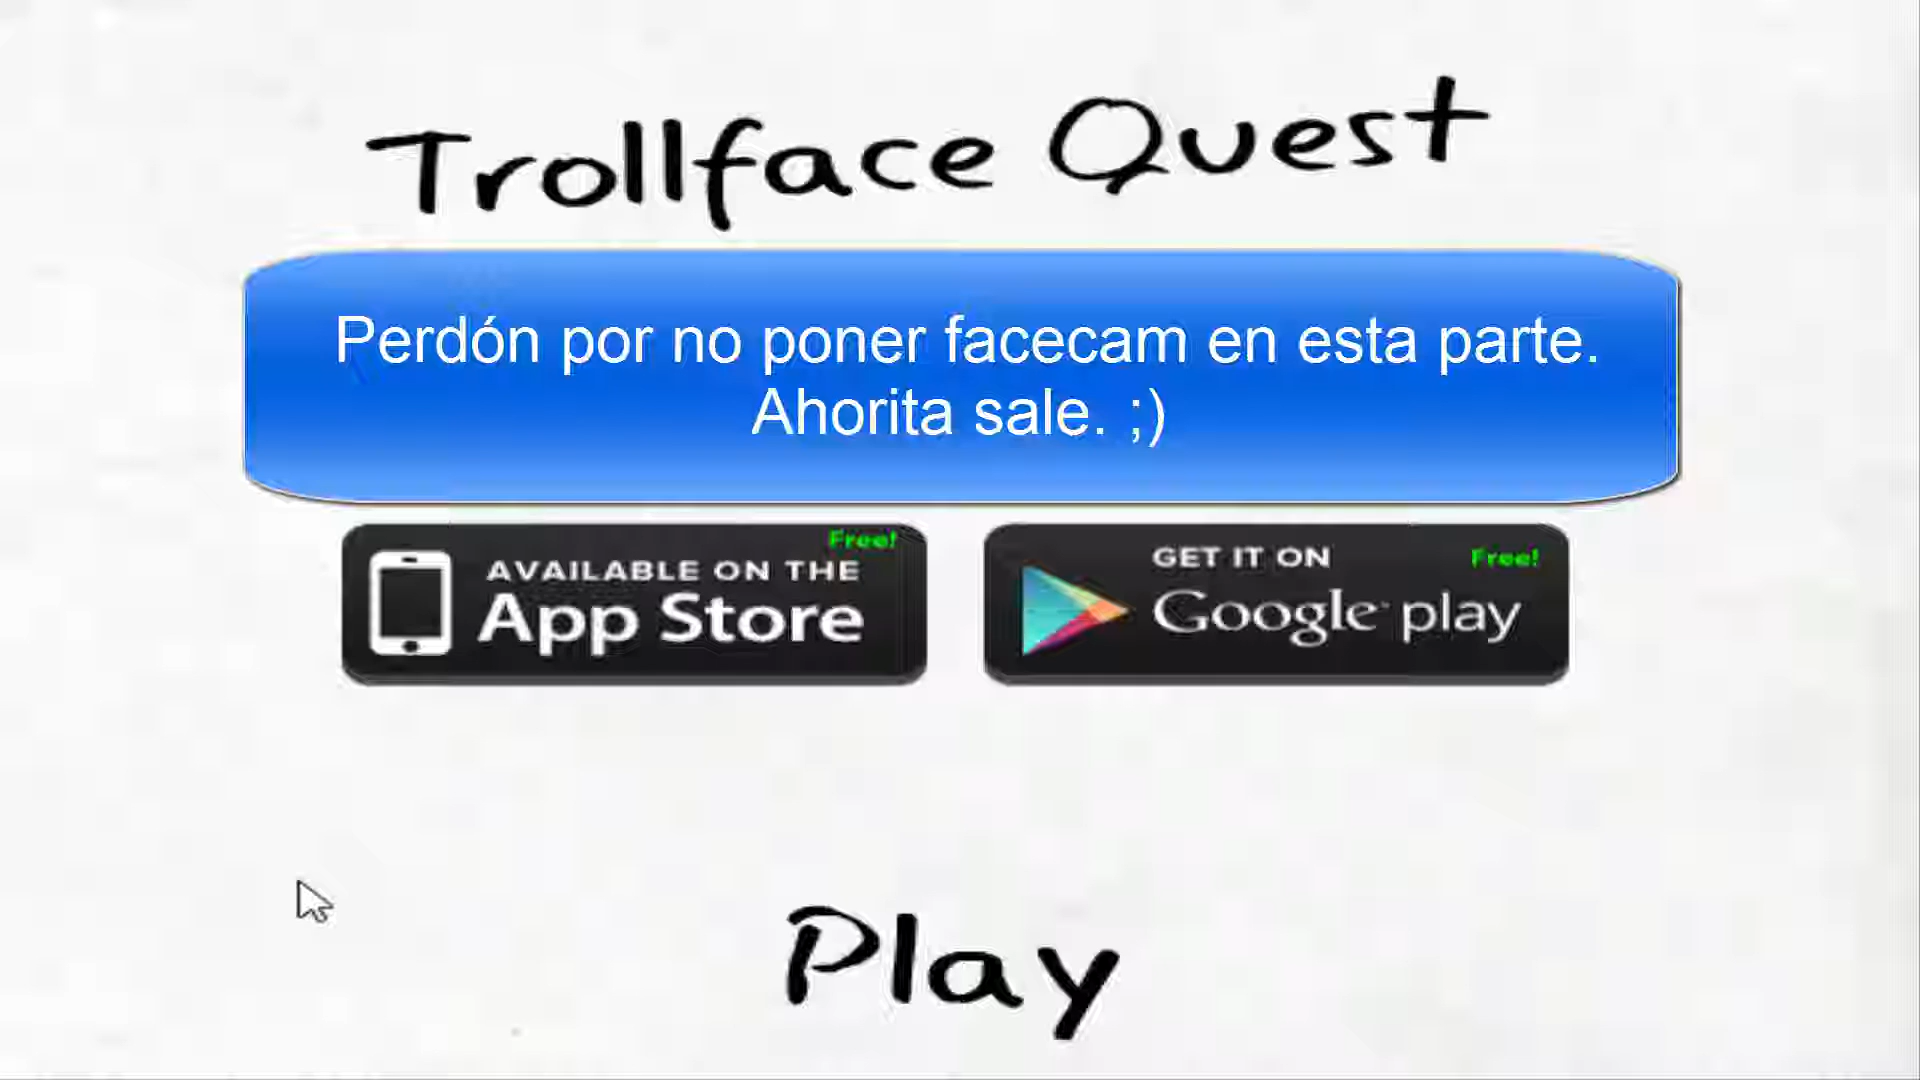 Trollface Quest
Perdón por no poner facecam en esta parte.
Ahorita sale. ;)
Free!
AVAILABLE ON THE
App Store
GET IT ON
Free!
Google play
Play